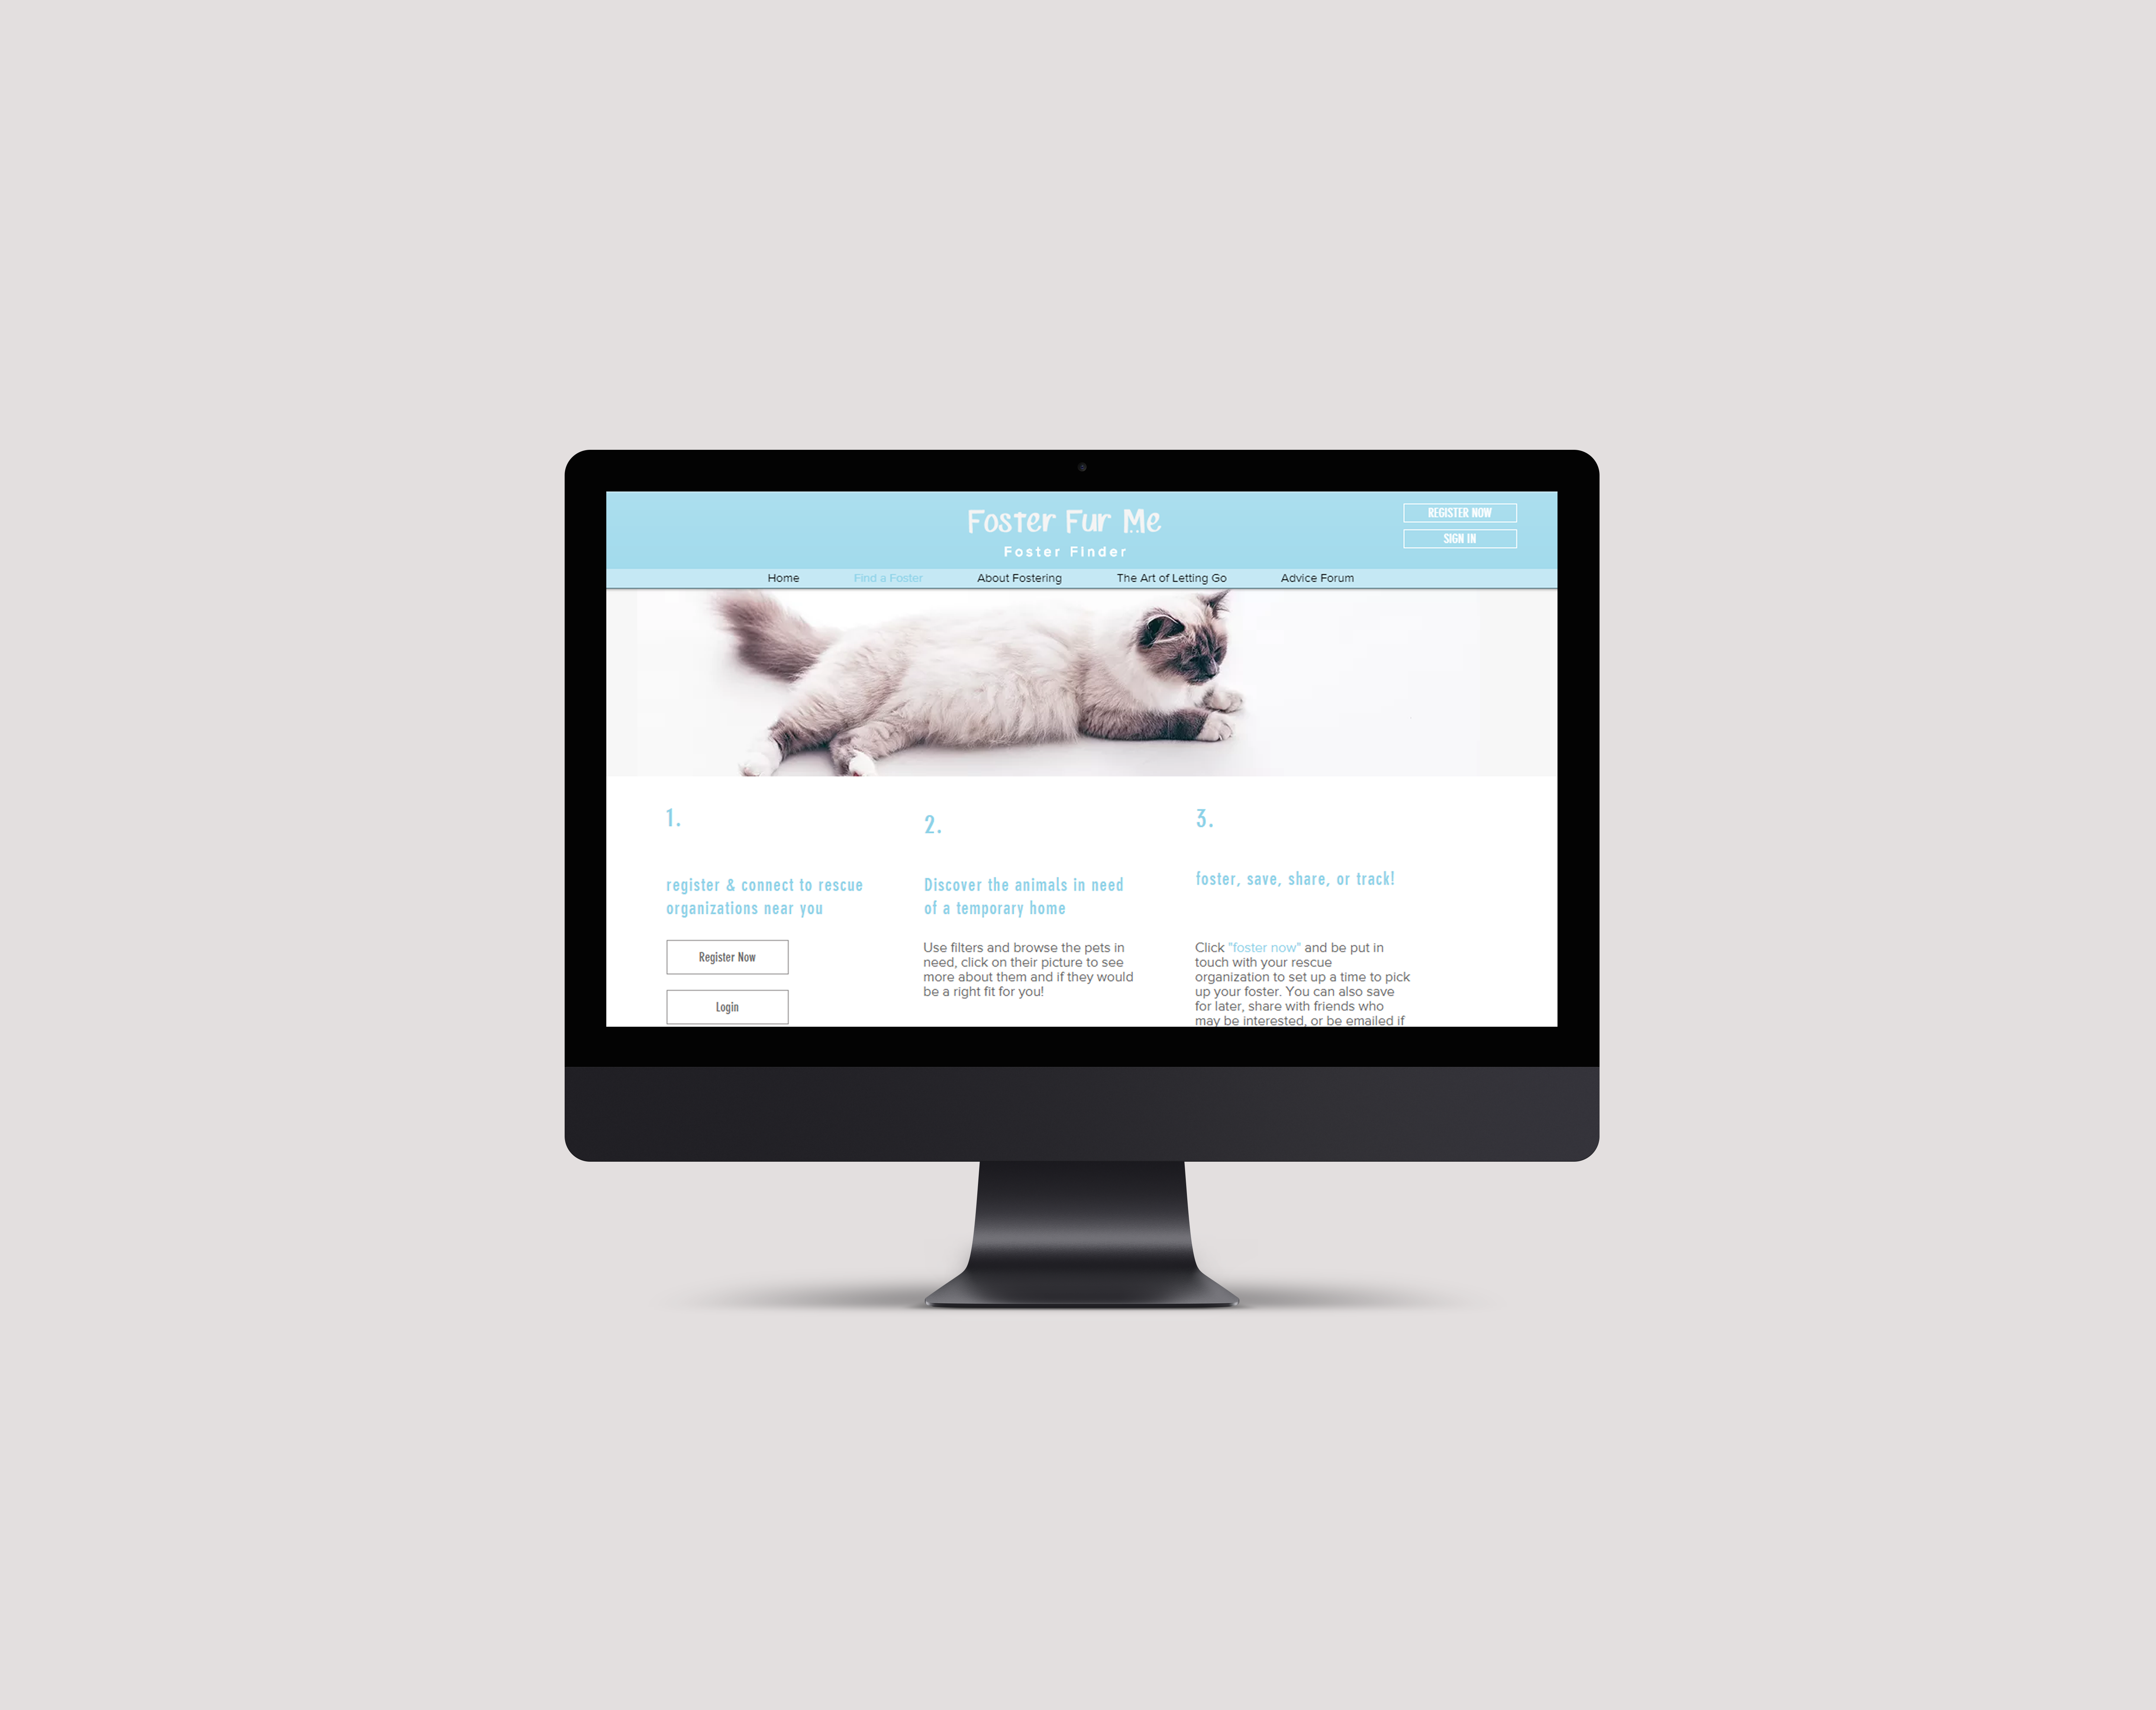 Foster Fur Me
Foster Finder
REGISTER NOW
SIGN IN
Home
Find a Foster
About Fostering
The Art of Letting Go
Advice Forum
1.
register & connect to rescue
organizations near you
Register Now
Login
2.
Discover the animals in need
of a temporary home
Use filters and browse the pets in
need, click on their picture to see
more about them and if they would
be a right fit for you!
3.
foster, save, share, or track!
Click "foster now" and be put in
touch with your rescue
organization to set up a time to pick
up your foster. You can also save
for later, share with friends who
may be interested, or be emailed if